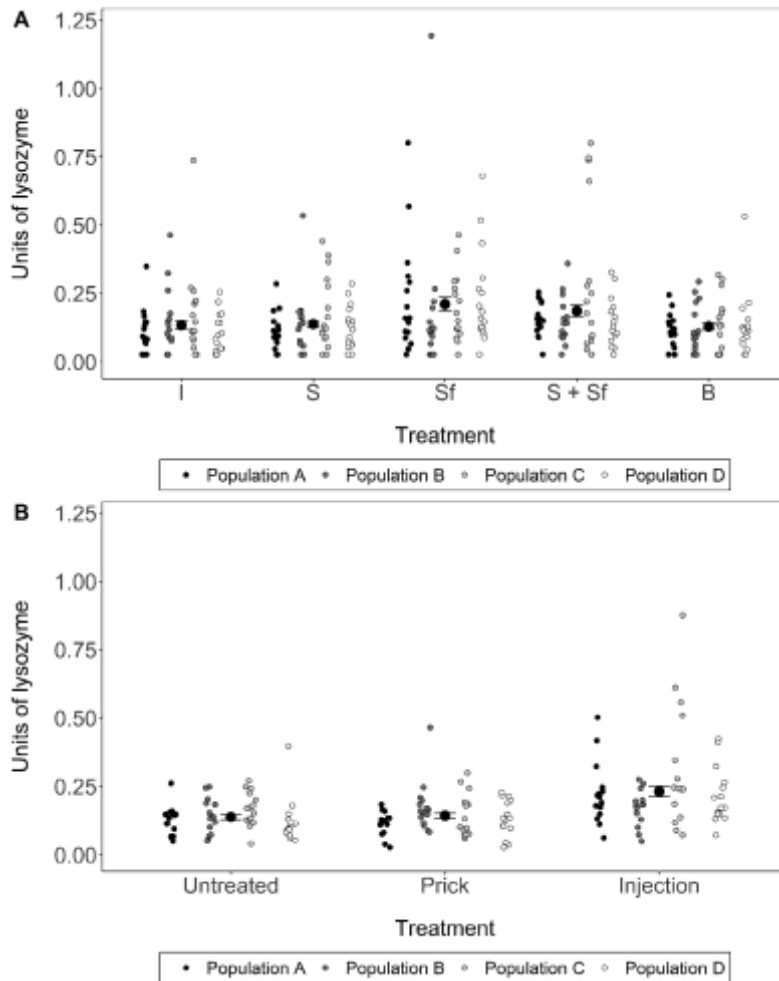 A
1.25
1.00
0.75
0.50
0.25
0.00
Units of lysozyme
I S Sf S + Sf B
Treatment
Population A Population B Population C Population D
B
1.25
1.00
0.75
0.50
0.25
0.00
Units of lysozyme
Untreated Prick Injection
Treatment
Population A Population B Population C Population D